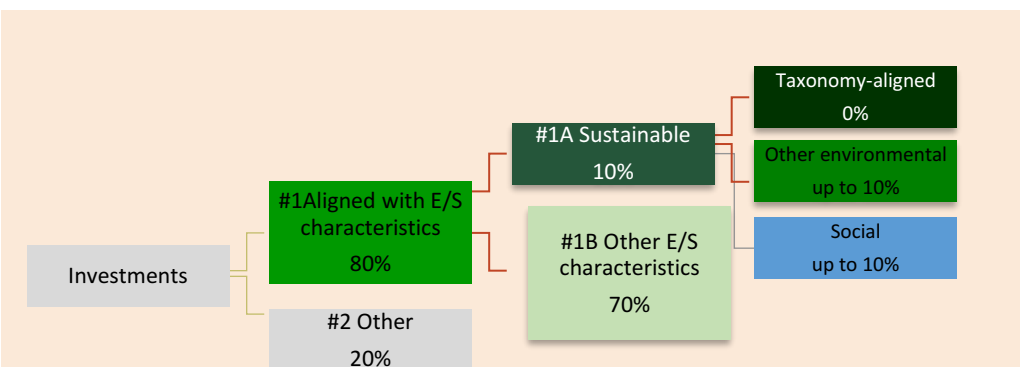 Investments
#1Aligned with E/S
characteristics
80%
#2 Other
20%
#1A Sustainable
10%
#1B Other E/S
characteristics
70%
Taxonomy-aligned
0%
Other environmental
up to 10%
Social
up to 10%